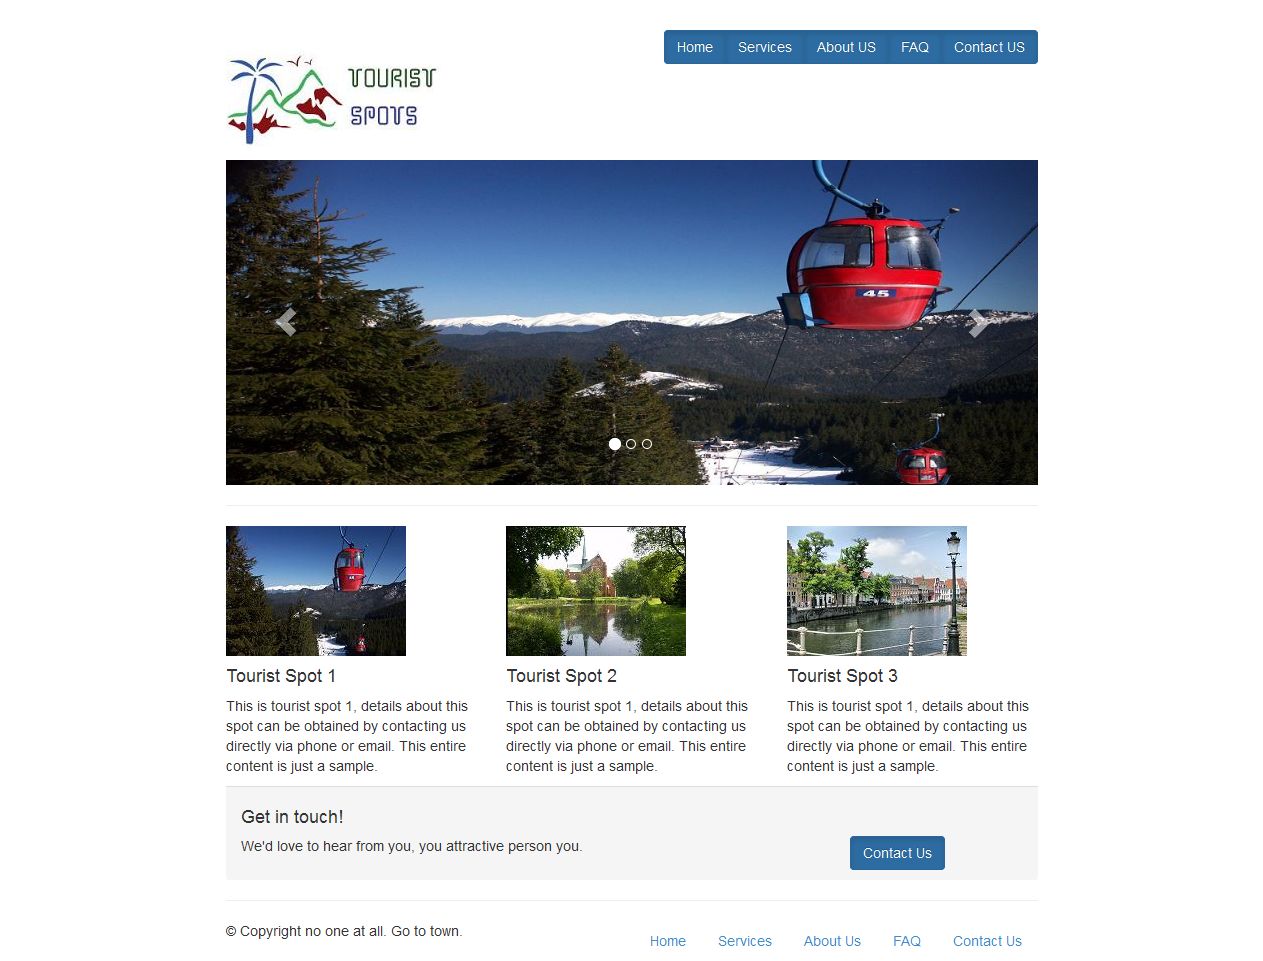 Home Services About US FAQ Contact US
TOURIST
SPOTS
45
Tourist Spot 1
This is tourist spot 1, details about this
spot can be obtained by contacting us
directly via phone or email. This entire
content is just a sample.
Tourist Spot 2
This is tourist spot 1, details about this
spot can be obtained by contacting us
directly via phone or email. This entire
content is just a sample.
Tourist Spot 3
This is tourist spot 1, details about this
spot can be obtained by contacting us
directly via phone or email. This entire
content is just a sample.
Get in touch!
We'd love to hear from you, you attractive person you.
Contact Us
© Copyright no one at all. Go to town.
Home Services About Us FAQ Contact Us